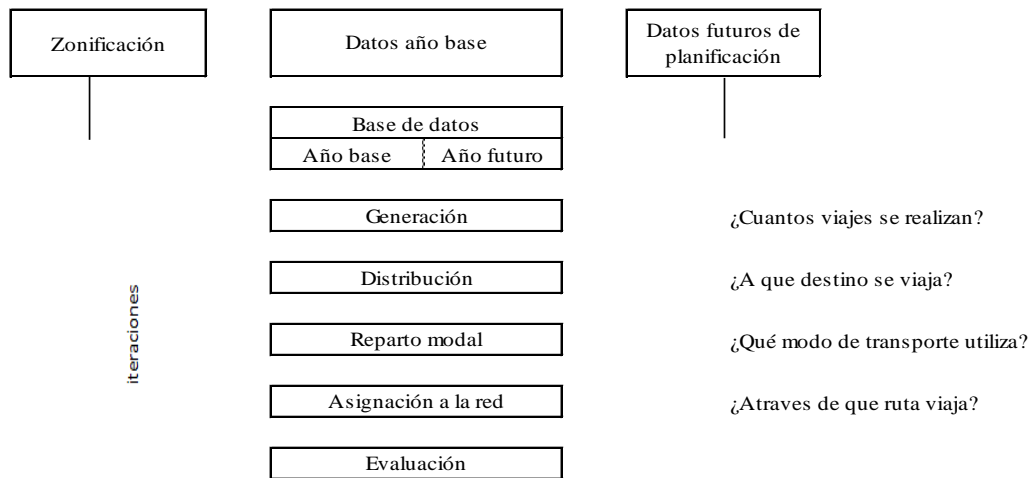 Zonificación
Datos año base
Datos futuros de
planificación
Base de datos
Año base
Año futuro
Generación
¿Cuantos viajes se realizan?
Distribución
¿A que destino se viaja?
iteraciones
Reparto modal
¿Qué modo de transporte utiliza?
Asignación a la red
¿Atraves de que ruta viaja?
Evaluación